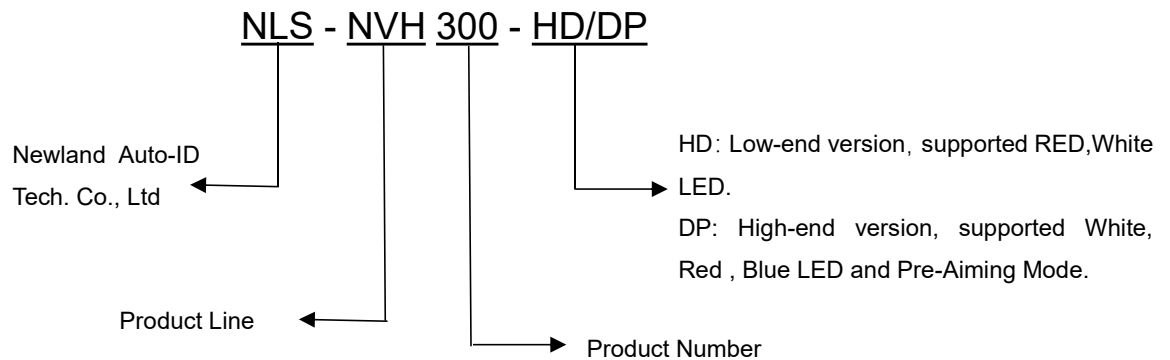 NLS - NVH 300 - HD/DP
Newland Auto-ID
Tech. Co., Ltd
HD: Low-end version, supported RED,White
LED.
DP: High-end version, supported White,
Red , Blue LED and Pre-Aiming Mode.
Product Line
Product Number